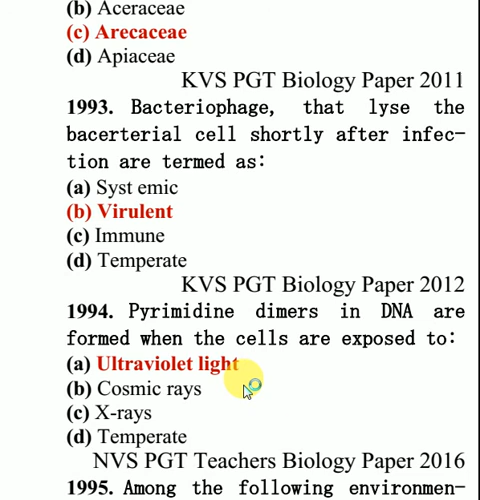 (b) Aceraceae
(c) Arecaceae
(d) Apiaceae
KVS PGT Biology Paper 2011
1993. Bacteriophage, that lyse the
bacerterial cell shortly after infec-
tion are termed as:
(a) Syst emic
(b) Virulent
(c) Immune
(d) Temperate
KVS PGT Biology Paper 2012
1994. Pyrimidine dimers in DNA are
formed when the cells are exposed to:
(a) Ultraviolet light
(b) Cosmic rays
(c) X-rays
(d) Temperate
NVS PGT Teachers Biology Paper 2016
1995. Among the following environmen-